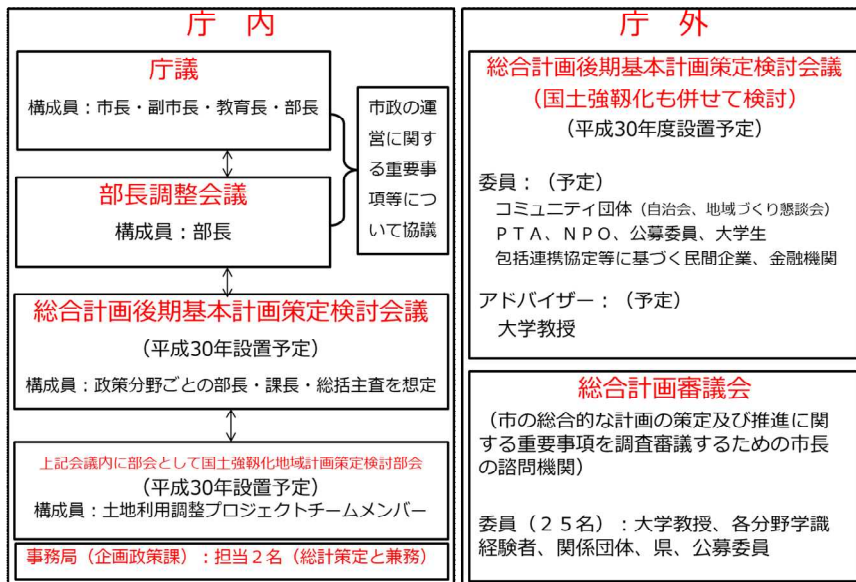 庁 内
庁議
構成員：市長・副市長・教育長・部長
部長調整会議
構成員：部長
市政の運
営に関す
る重要事
項等につ
いて協議
総合計画後期基本計画策定検討会議
（平成30年設置予定）
構成員：政策分野ごとの部長・課長・総括主査を想定
上記会議内に部会として国土強靱化地域計画策定検討部会
（平成30年設置予定）
構成員：土地利用調整プロジェクトチームメンバー
事務局（企画政策課）：担当２名（総計策定と兼務）
庁 外
総合計画後期基本計画策定検討会議
（国土強靱化も併せて検討）
（平成30年度設置予定）
委員：（予定）
コミュニティ団体（自治会、地域づくり懇談会）
ＰＴＡ、ＮＰＯ、公募委員、大学生
包括連携協定等に基づく民間企業、金融機関
アドバイザー：（予定）
大学教授
総合計画審議会
（市の総合的な計画の策定及び推進に関
する重要事項を調査審議するための市長
の諮問機関）
委員（２５名）：大学教授、各分野学識
経験者、関係団体、県、公募委員